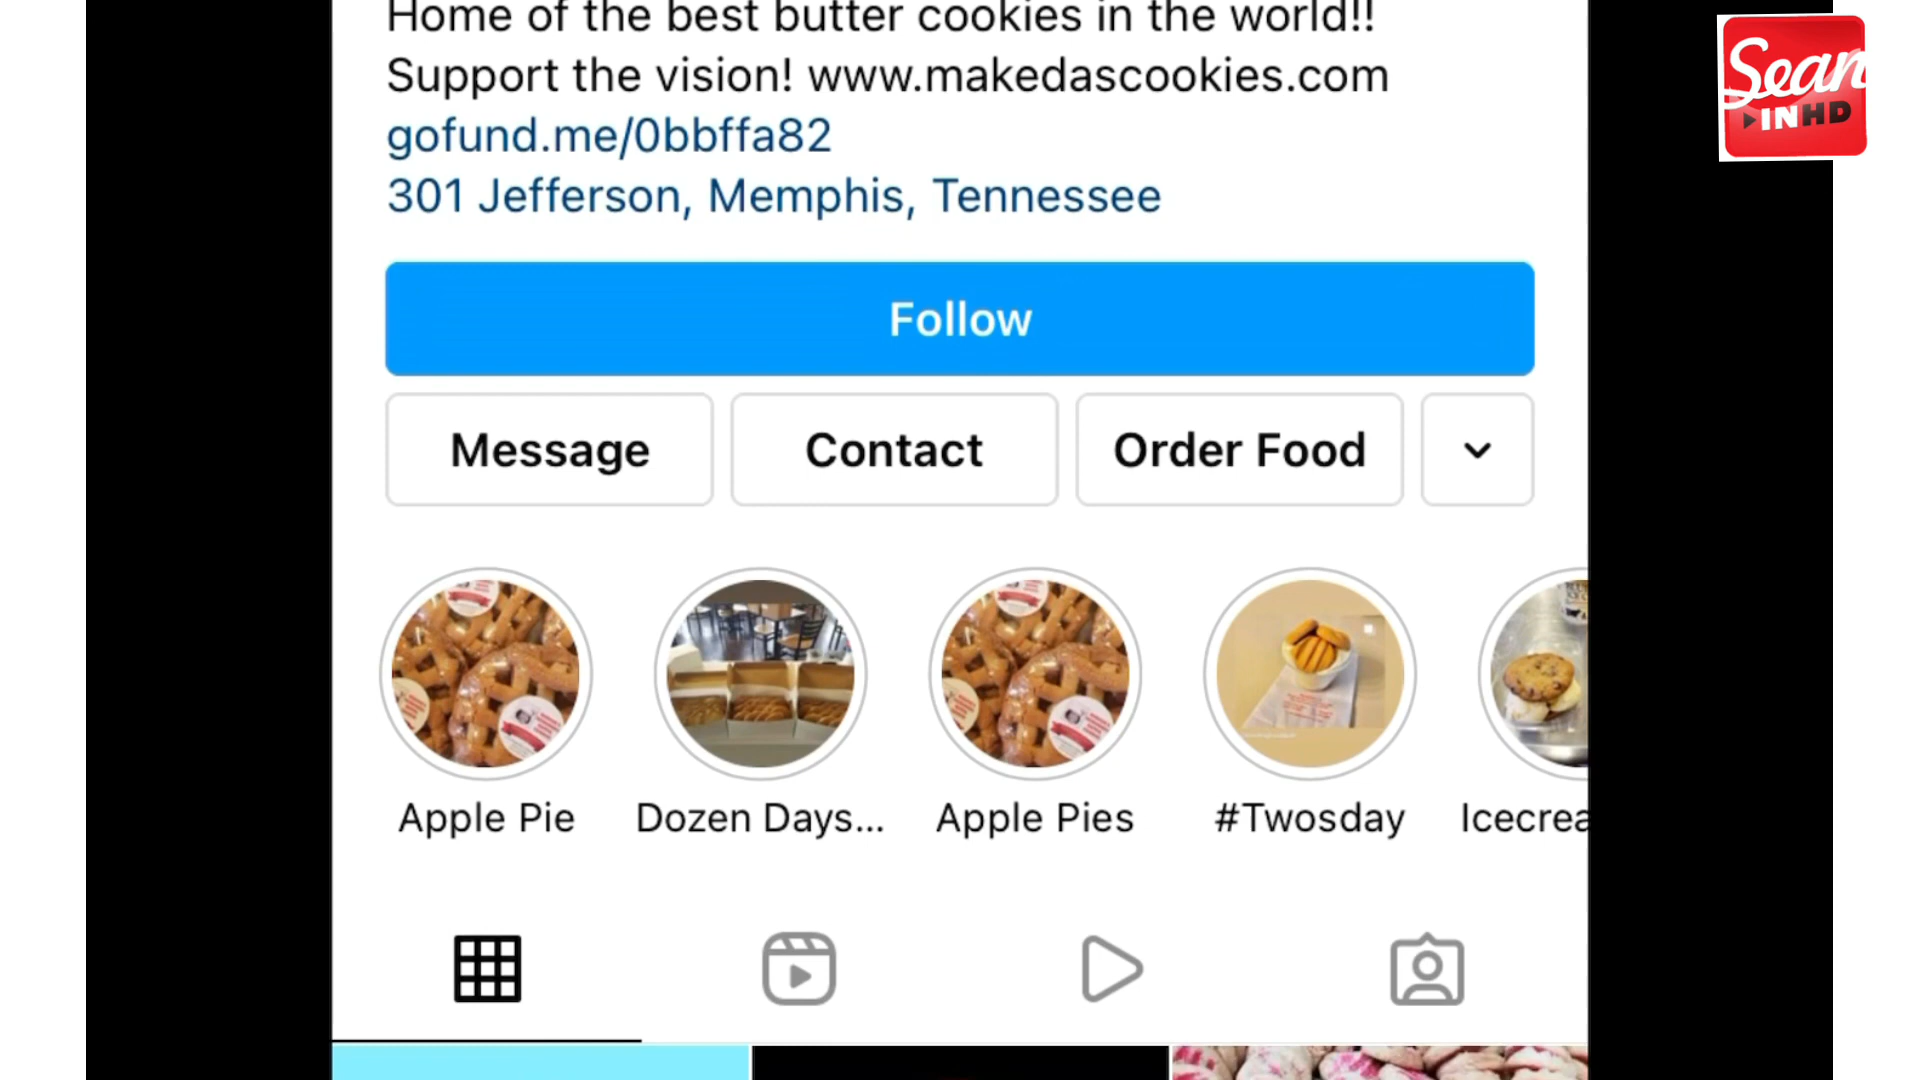 Home of the best butter cookies in the world!!
Support the vision! www.makedascookies.com
gofund.me/0bbffa82
301 Jefferson, Memphis, Tennessee
Follow
Message
Contact
Order Food
Apple Pie
Dozen Days...
Apple Pies
#Twosday
Icecrea
Sean
INHD